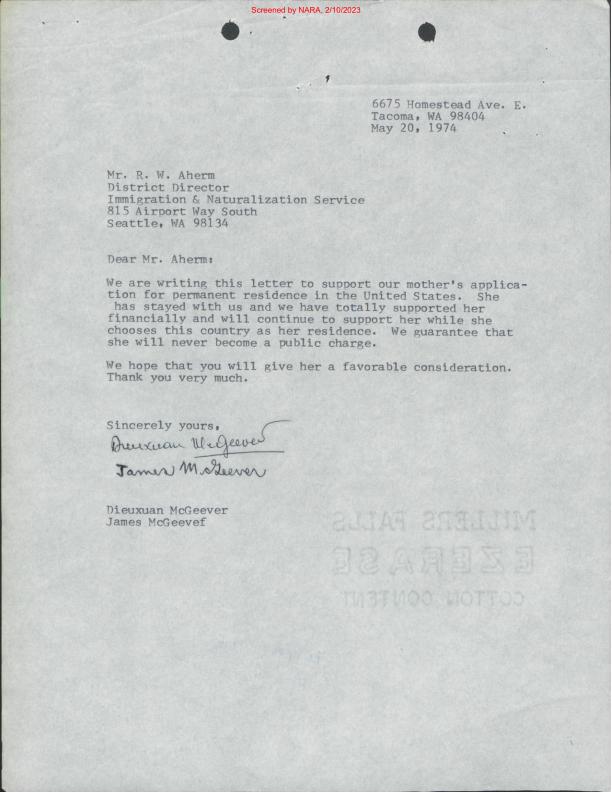 Screened by NARA, 2/10/2023
6675 Homestead Ave. E.
Tacoma, WA 98404
May 20, 1974
Mr. R. W. Aherm
District Director
Immigration & Naturalization Service
815 Airport Way South
Seattle, WA 98134
Dear Mr. Aherm:
We are writing this letter to support our mother's applica-
tion for permanent residence in the United States. She
has stayed with us and we have totally supported her
financially and will continue to support her while she
chooses this country as her residence. We guarantee that
she will never become a public charge.
We hope that you will give her a favorable consideration.
Thank you very much.
Sincerely yours,
Dieuxuan McGeever
James McGeever
Dieuxuan McGeever
James McGeevef
MILLERS FALLS
EZERASE
COTTON CONTENT